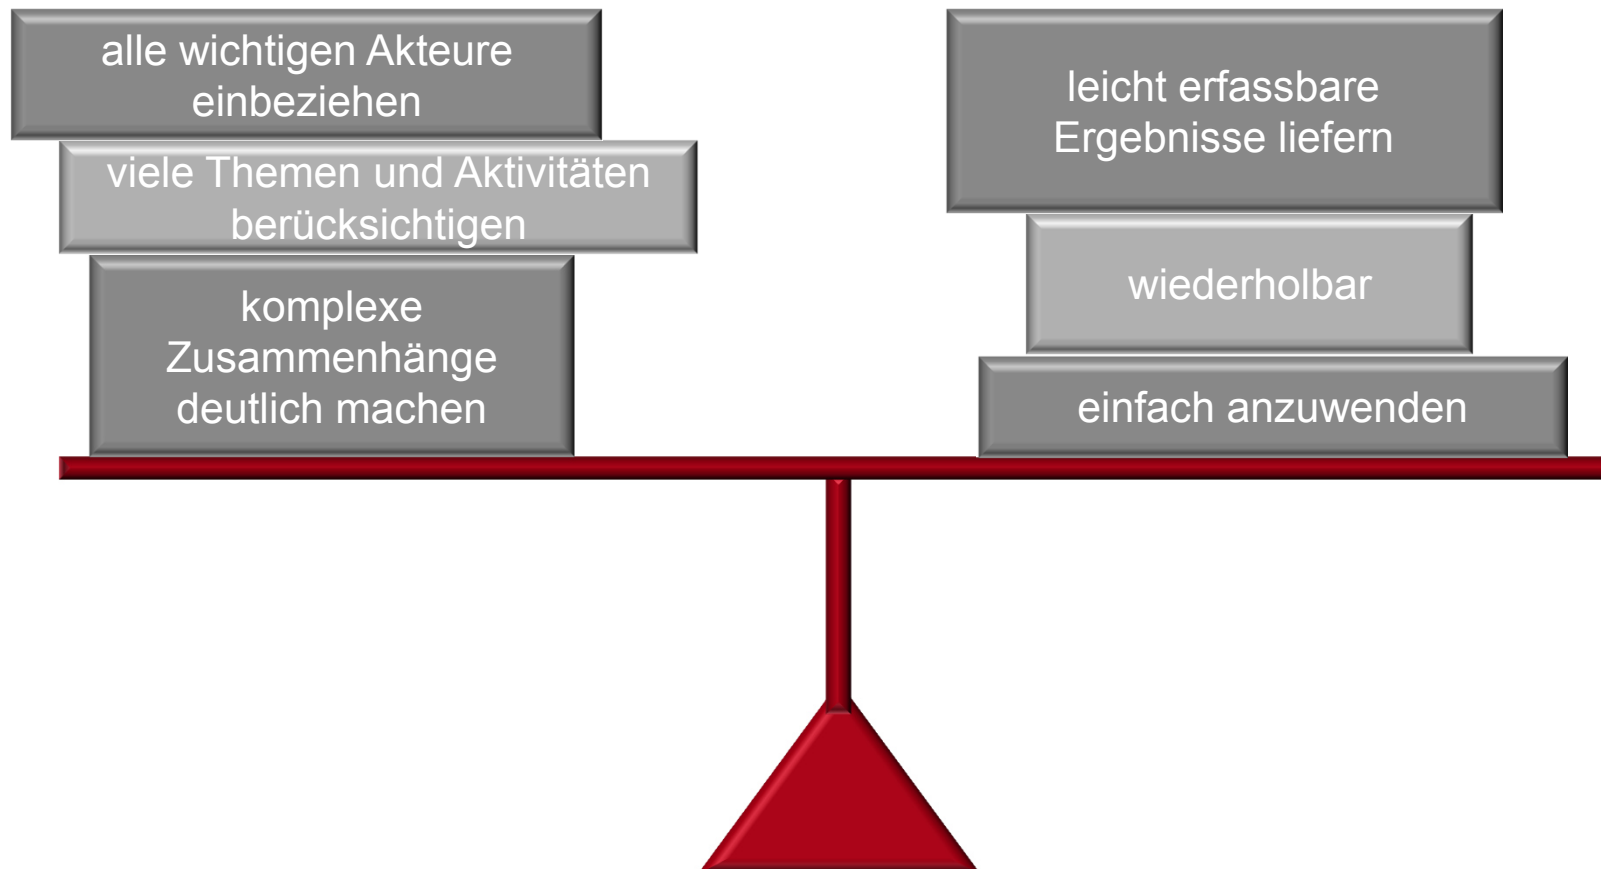 alle wichtigen Akteure
einbeziehen
viele Themen und Aktivitäten
berücksichtigen
komplexe
Zusammenhänge
deutlich machen
leicht erfassbare
Ergebnisse liefern
wiederholbar
einfach anzuwenden